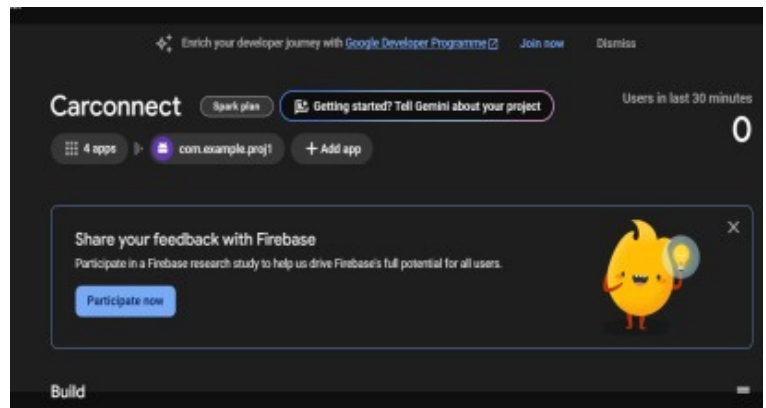 Enrich your developer journey with Google Developer Programme Join now Dismiss
Carconnect Spark plan Getting started? Tell Gemini about your project Users in last 30 minutes
0
4 apps com.example.proj1 + Add app
Share your feedback with Firebase
Participate in a Firebase research study to help us drive Firebase's full potential for all users.
Participate now
Build